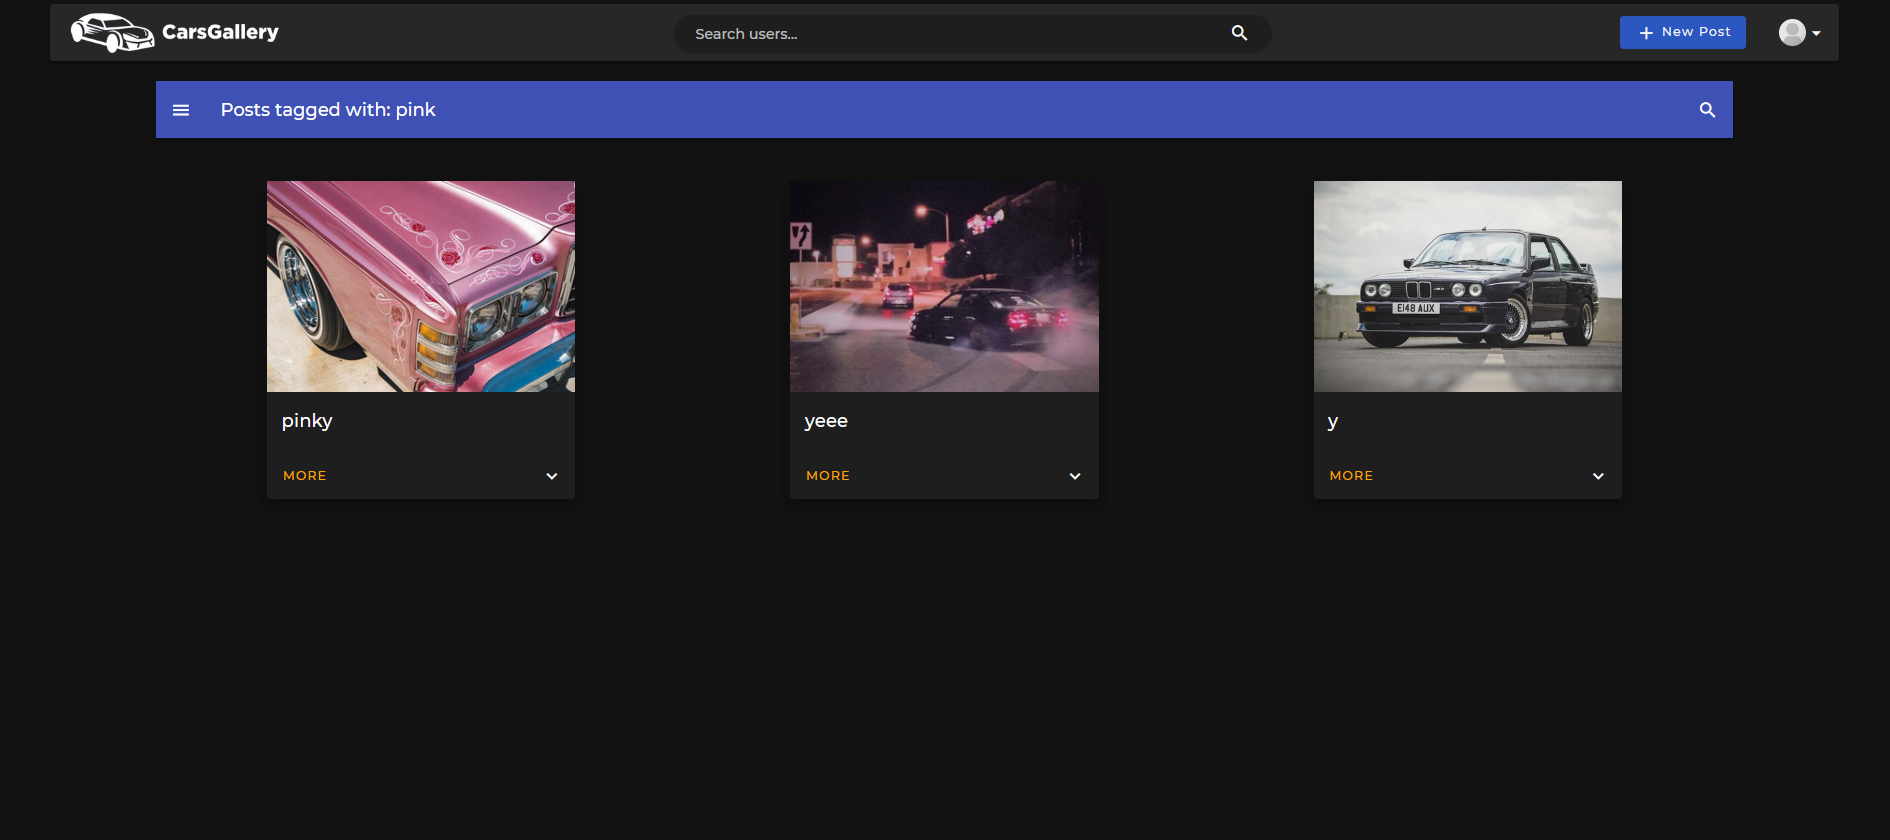 CarsGallery
Search users...
New Post
Posts tagged with: pink
E148 AUX
pinky
yeee
y
MORE
MORE
MORE